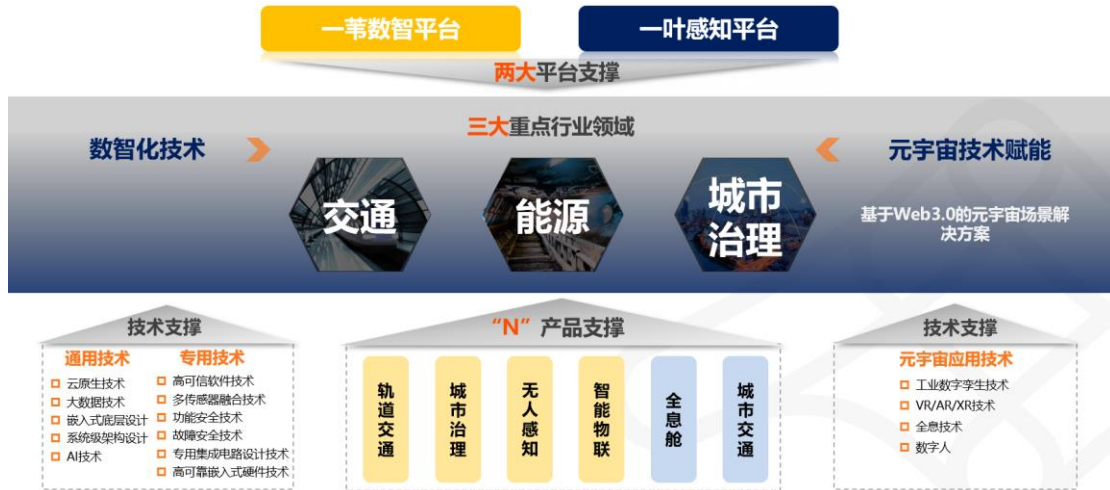 一苇数智平台
一叶感知平台
两大平台支撑
三大重点行业领域
数智化技术
元宇宙技术赋能
交通
能源
城市
治理
基于Web3.0的元宇宙场景解
决方案
技术支撑
通用技术
云原生技术
大数据技术
嵌入式底层设计
系统级架构设计
AI技术
专用技术
高可信软件技术
多传感器融合技术
功能安全技术
故障安全技术
专用集成电路设计技术
高可靠嵌入式硬件技术
“N” 产品支撑
轨道交通
城市治理
无人感知
智能物联
全息舱
城市交通
技术支撑
元宇宙应用技术
工业数字孪生技术
VR/AR/XR技术
全息技术
数字人